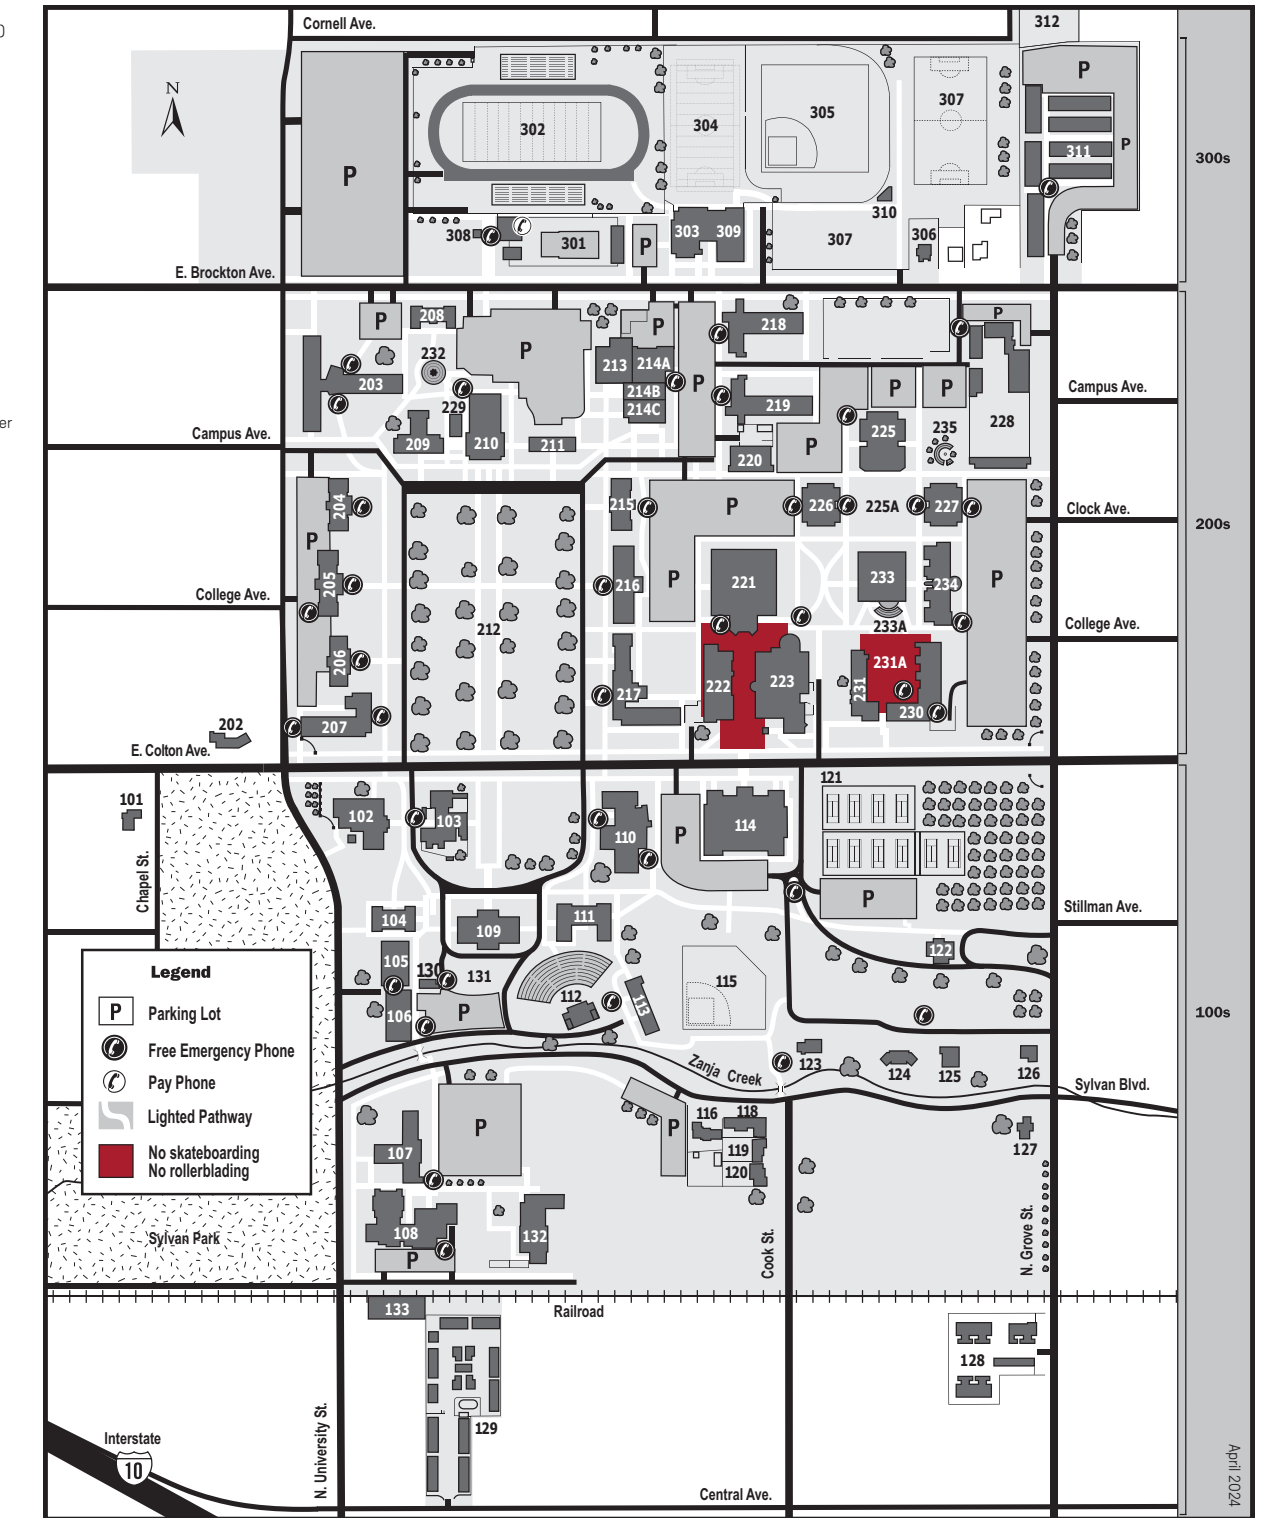 Cornell Ave.
312
P
302
304
305
307
P
311
300s
N
P
310
308
301
P
303
309
307
306
E. Brockton Ave.
P
208
P
P
218
P
232
213
214A
203
P
214B
214C
229
219
P
P
Campus Ave.
Campus Ave.
209
210
211
220
P
225
235
228
204
215
P
226
225A
227
Clock Ave.
200s
P
205
216
P
221
233
234
P
College Ave.
212
233A
College Ave.
206
231A
217
222
223
231
230
202
207
E. Colton Ave.
101
121
102
103
110
P
114
Chapel St.
P
Stillman Ave.
104
109
111
122
Legend
P Parking Lot
Free Emergency Phone
Pay Phone
Lighted Pathway
No skateboarding
No rollerblading
105
130
131
112
113
115
106
P
100s
Zanja Creek
123
124
125
126
Sylvan Blvd.
P
P
116
118
119
120
127
107
108
132
P
Sylvan Park
Cook St.
N. Grove St.
133
Railroad
128
129
N. University St.
Interstate
10
Central Ave.
April 2024
0
er